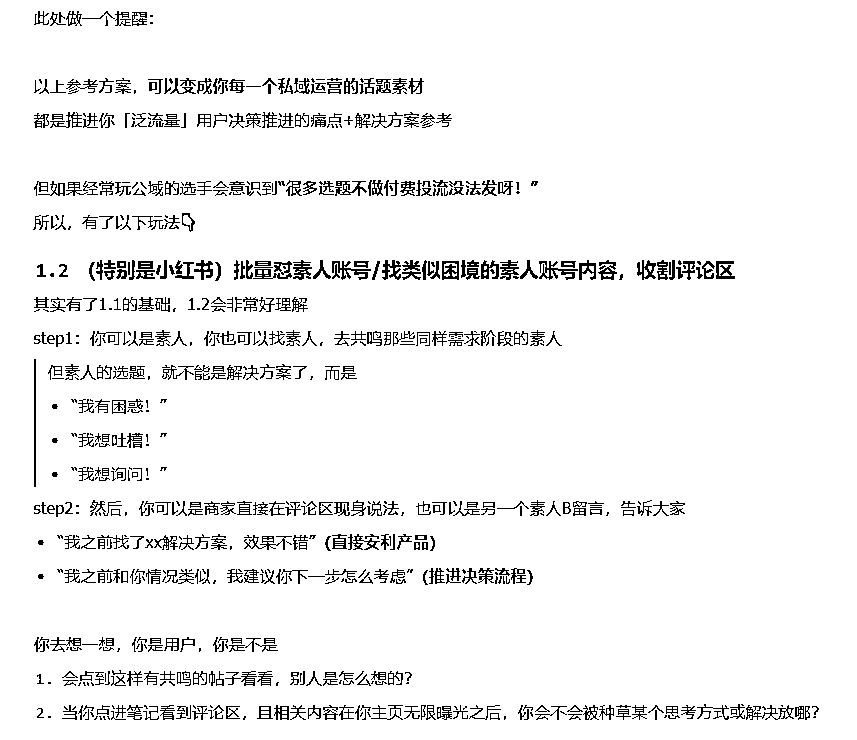 此处做一个提醒：
以上参考方案，可以变成你每一个私域运营的话题素材
都是推进你「泛流量」用户决策推进的痛点+解决方案参考
但如果经常玩公域的选手会意识到“很多选题不做付费投流没法发呀！”
所以，有了以下玩法👇
1.2 （特别是小红书）批量怼素人账号/找类似困境的素人账号内容，收割评论区
其实有了1.1的基础，1.2会非常好理解
step1：你可以是素人，你也可以找素人，去共鸣那些同样需求阶段的素人
但素人的选题，就不能是解决方案了，而是
• “我有困惑！”
• “我想吐槽！”
• “我想询问！”
step2：然后，你可以是商家直接在评论区现身说法，也可以是另一个素人B留言，告诉大家
• “我之前找了xx解决方案，效果不错”(直接安利产品)
• “我之前和你情况类似，我建议你下一步怎么考虑”(推进决策流程)
你去想一想，你是用户，你是不是
1. 会点到这样有共鸣的帖子看看，别人是怎么想的？
2. 当你点进笔记看到评论区，且相关内容在你主页无限曝光之后，你会不会被种草某个思考方式或解决放哪？